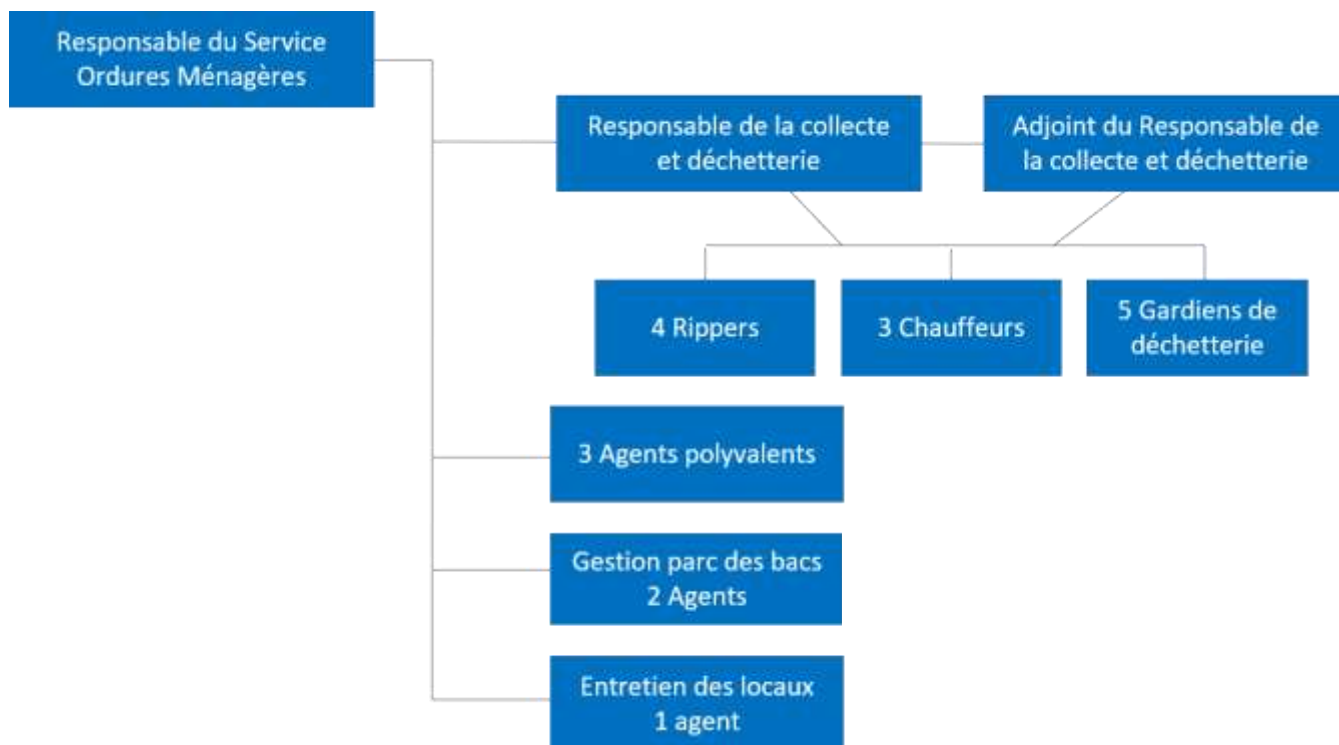 Responsable du Service
Ordures Ménagères
Responsable de la collecte
et déchetterie
Adjoint du Responsable de
la collecte et déchetterie
4 Rippers
3 Chauffeurs
5 Gardiens de
déchetterie
3 Agents polyvalents
Gestion parc des bacs
2 Agents
Entretien des locaux
1 agent